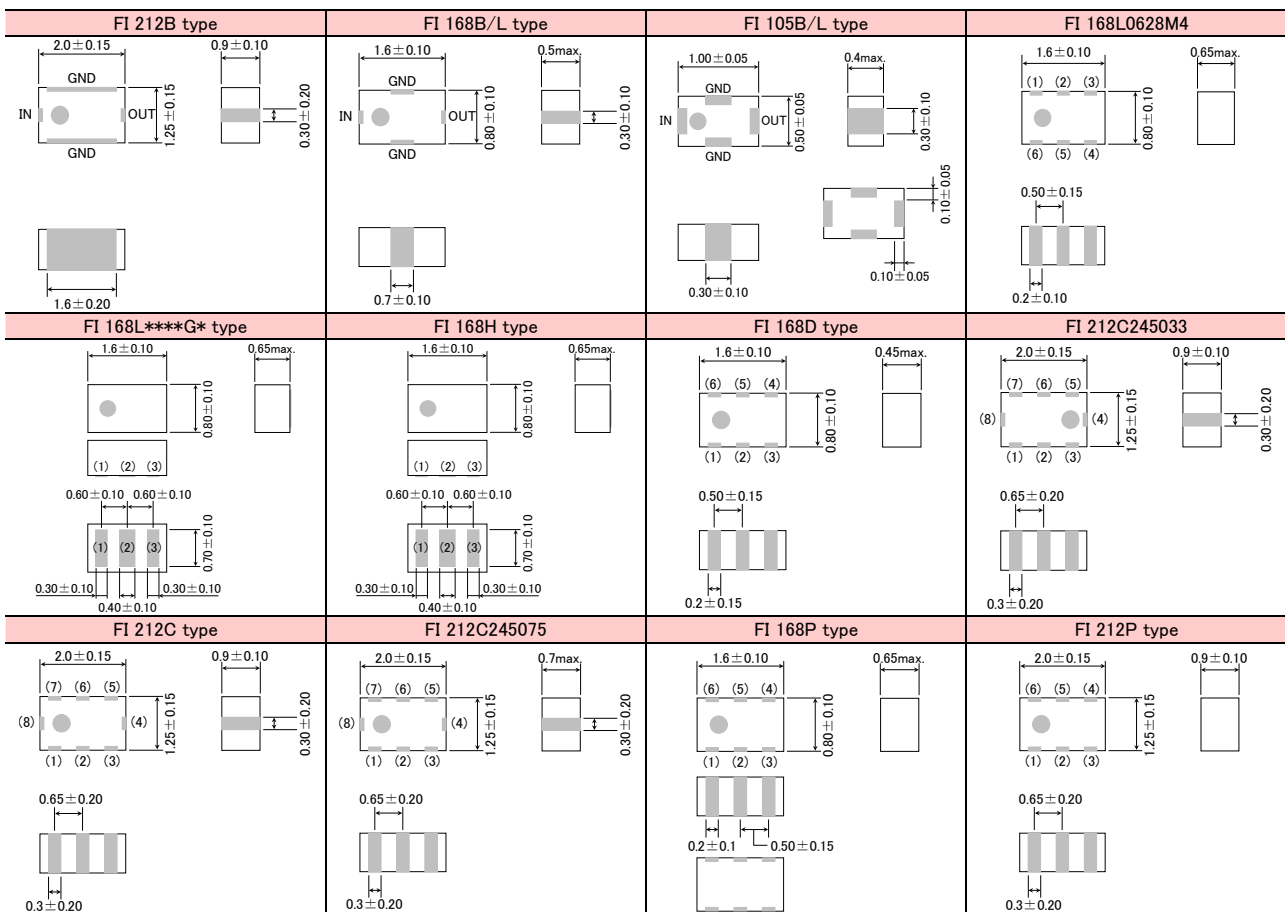 FI 212B type
2.0±0.15
0.9±0.10
GND
IN
OUT
GND
1.25±0.15
0.30±0.20
1.6±0.20
FI 168B/L type
1.6±0.10
0.5max.
GND
IN
OUT
GND
0.80±0.10
0.30±0.10
0.7±0.10
FI 105B/L type
1.00±0.05
0.4max.
GND
IN
OUT
GND
0.50±0.05
0.30±0.10
0.10±0.05
0.10±0.05
0.30±0.10
FI 168L0628M4
1.6±0.10
0.65max.
(1) (2) (3)
0.80±0.10
(6) (5) (4)
0.50±0.15
0.2±0.10
FI 168L****G* type
1.6±0.10
0.65max.
0.80±0.10
(1) (2) (3)
0.60±0.10 0.60±0.10
(1) (2) (3)
0.70±0.10
0.30±0.10 0.30±0.10
0.40±0.10
FI 168H type
1.6±0.10
0.65max.
0.80±0.10
(1) (2) (3)
0.60±0.10 0.60±0.10
(1) (2) (3)
0.70±0.10
0.30±0.10 0.30±0.10
0.40±0.10
FI 168D type
1.6±0.10
0.45max.
(6) (5) (4)
0.80±0.10
(1) (2) (3)
0.50±0.15
0.2±0.15
FI 212C245033
2.0±0.15
0.9±0.10
(7) (6) (5)
(8)
(4)
1.25±0.15
0.30±0.20
(1) (2) (3)
0.65±0.20
0.3±0.20
FI 212C type
2.0±0.15
0.9±0.10
(7) (6) (5)
(8)
(4)
1.25±0.15
0.30±0.20
(1) (2) (3)
0.65±0.20
0.3±0.20
FI 212C245075
2.0±0.15
0.7max.
(7) (6) (5)
(8)
(4)
1.25±0.15
0.30±0.20
(1) (2) (3)
0.65±0.20
0.3±0.20
FI 168P type
1.6±0.10
0.65max.
(6) (5) (4)
0.80±0.10
(1) (2) (3)
0.2±0.1
0.50±0.15
FI 212P type
2.0±0.15
0.9±0.10
(6) (5) (4)
1.25±0.15
(1) (2) (3)
0.65±0.20
0.3±0.20